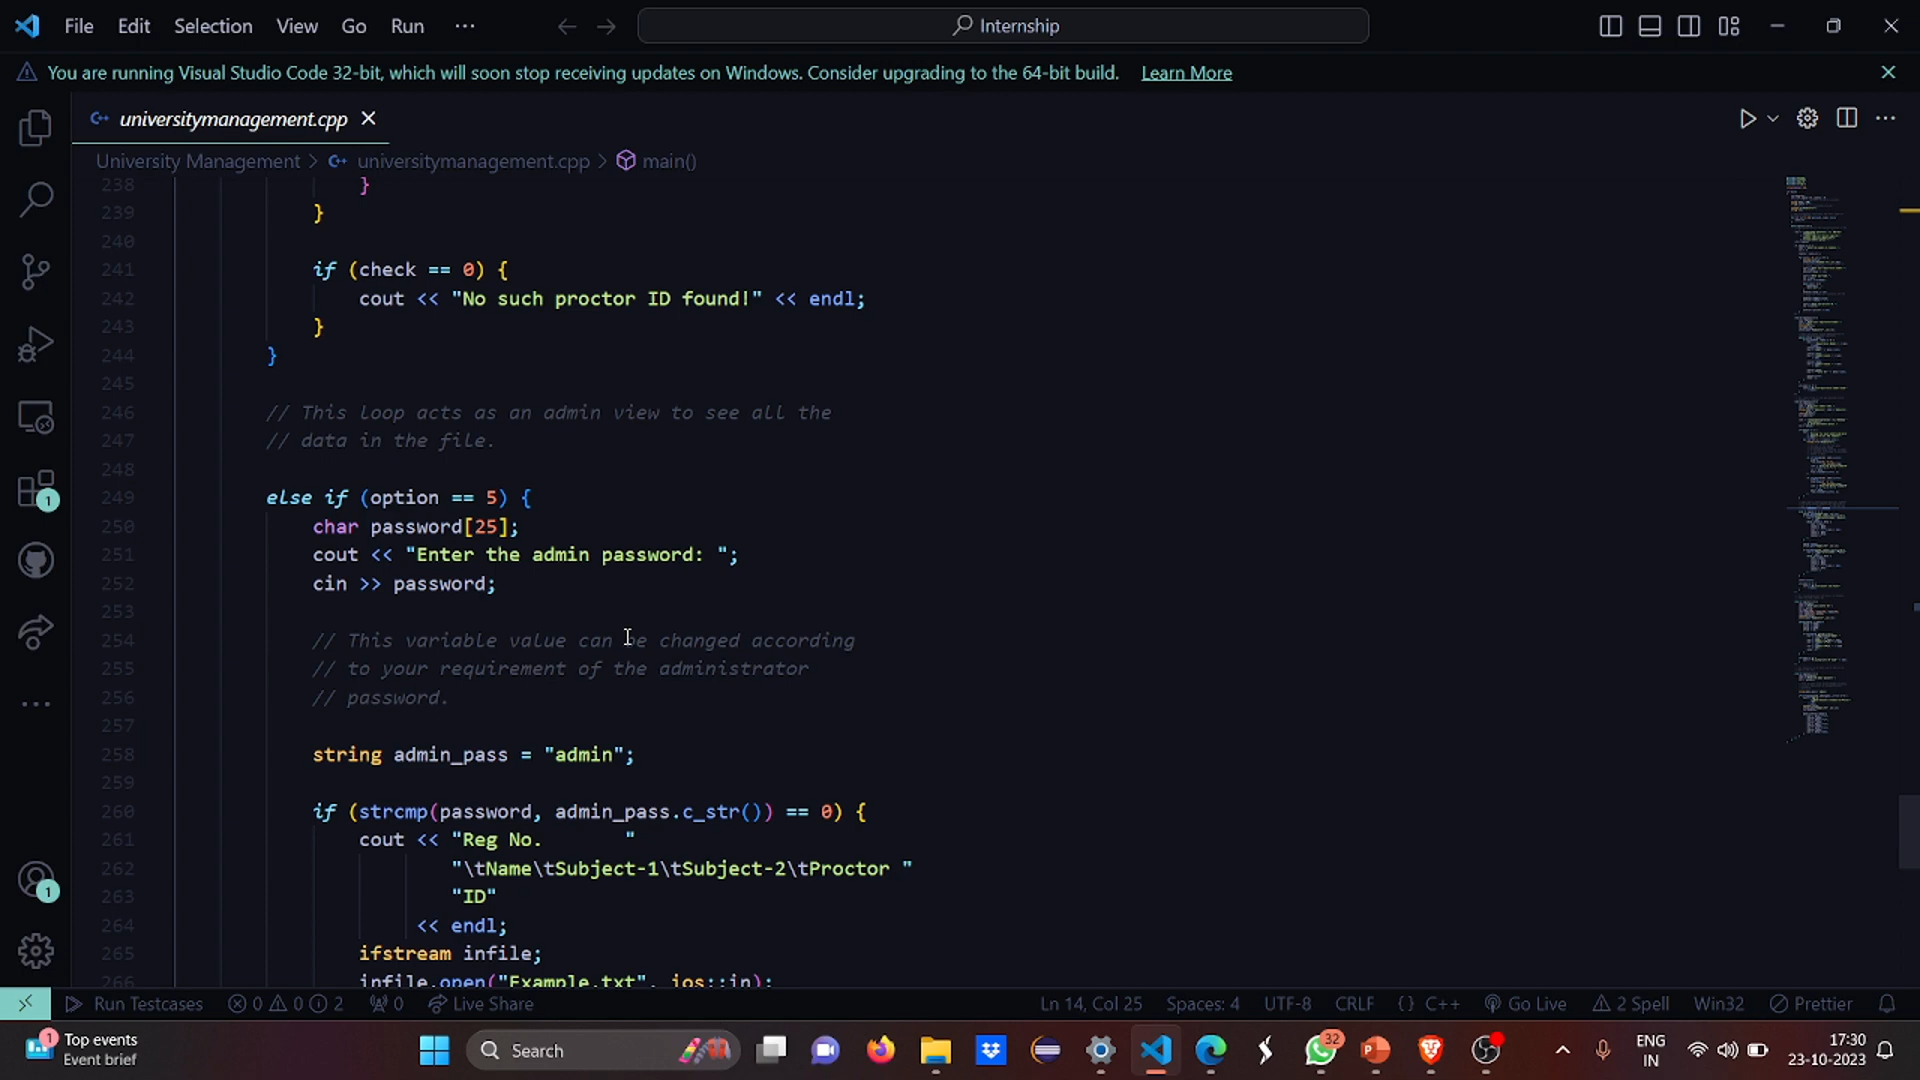 File Edit Selection View Go Run ··· Internship
You are running Visual Studio Code 32-bit, which will soon stop receiving updates on Windows. Consider upgrading to the 64-bit build. Learn More
universitymanagement.cpp
University Management > universitymanagement.cpp > main()
238 }
239 }
240
241 if (check == 0) {
242 cout << "No such proctor ID found!" << endl;
243 }
244 }
245
246 // This loop acts as an admin view to see all the
247 // data in the file.
248
249 else if (option == 5) {
250 char password[25];
251 cout << "Enter the admin password: ";
252 cin >> password;
253
254 // This variable value can be changed according
255 // to your requirement of the administrator
256 // password.
257
258 string admin_pass = "admin";
259
260 if (strcmp(password, admin_pass.c_str()) == 0) {
261 cout << "Reg No.        "
262 "\tName\tSubject-1\tSubject-2\tProctor "
263 "ID"
264 << endl;
265 ifstream infile;
266 infile.open("Example.txt", ios::in);
1
1
Run Testcases 0 0 2 0 Live Share Ln 14, Col 25 Spaces: 4 UTF-8 CRLF {} C++ Go Live 2 Spell Win32 Prettier
1 Top events
Event brief
Search
32
ENG
IN
17:30
23-10-2023